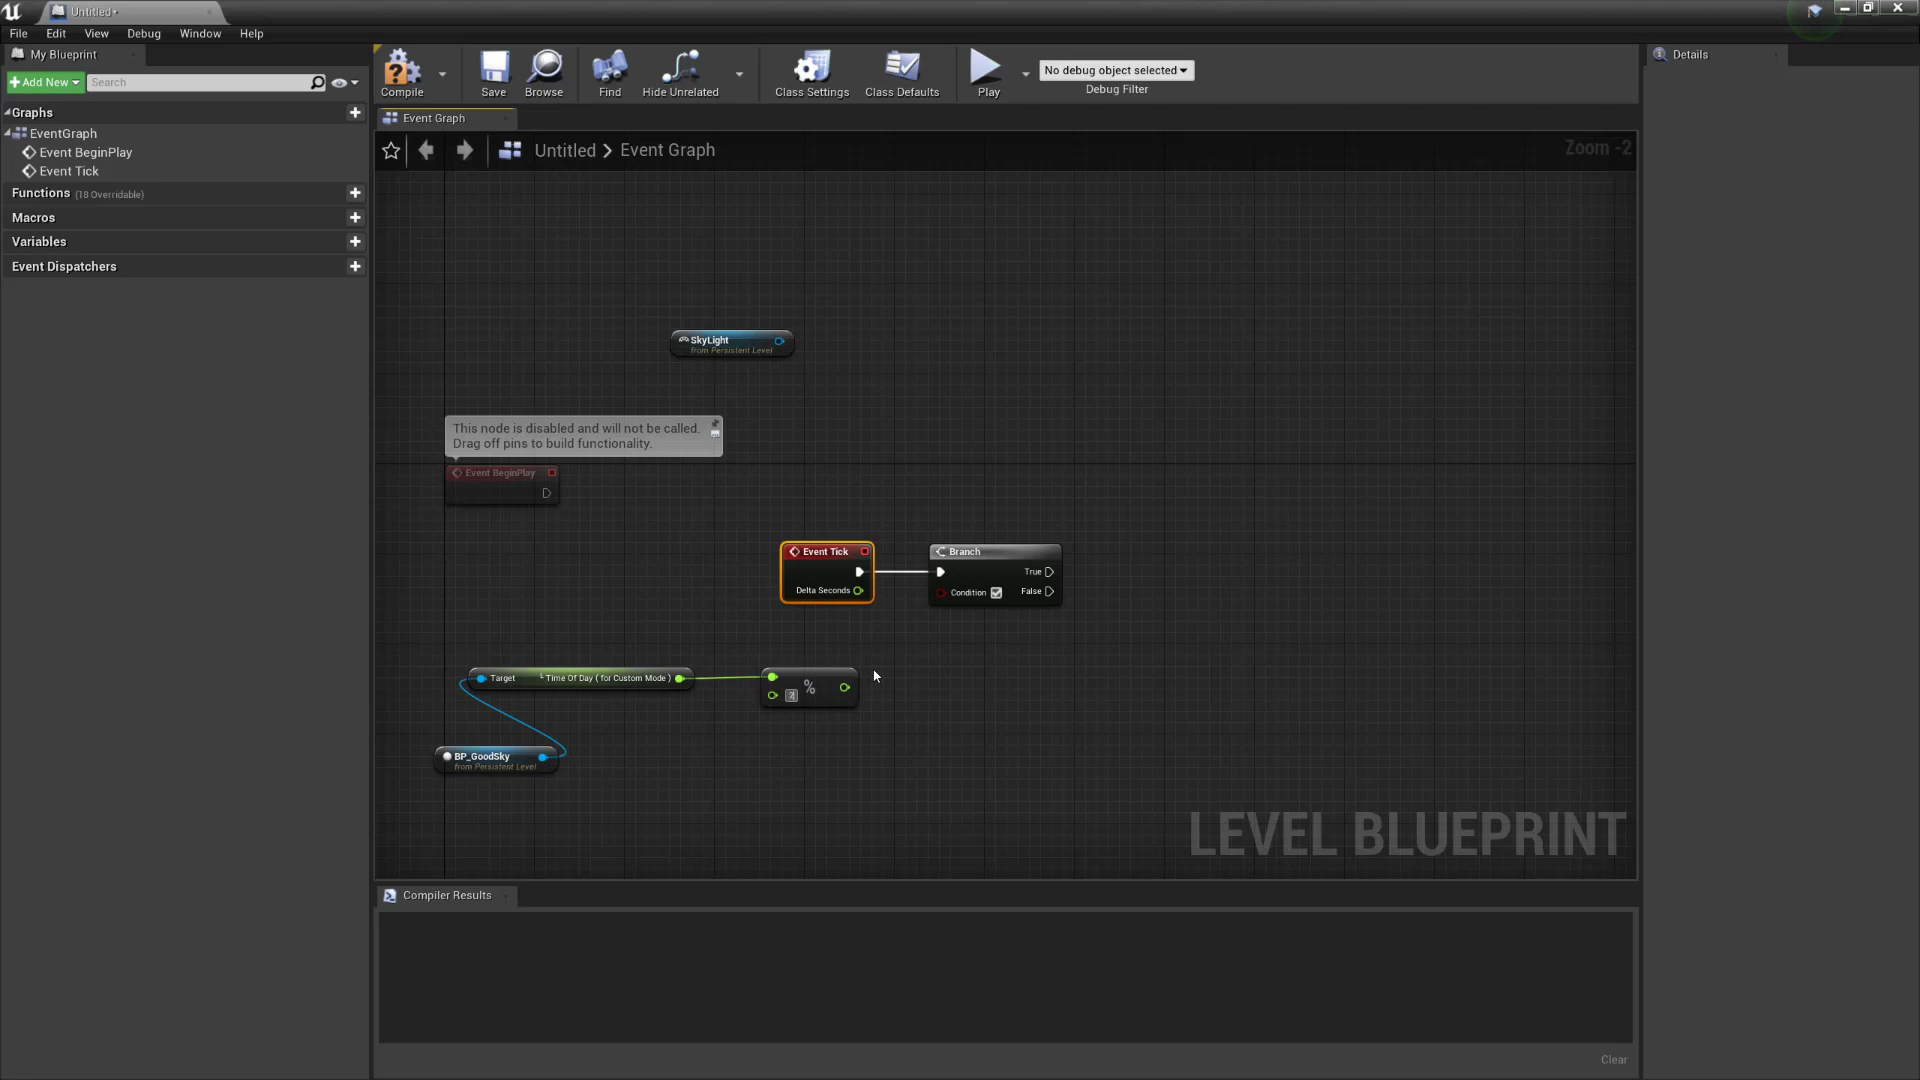 Untitled•
File Edit View Debug Window Help
My Blueprint
Add New Search
Graphs
EventGraph
Event BeginPlay
Event Tick
Functions (18 Overridable)
Macros
Variables
Event Dispatchers
Compile Save Browse Find Hide Unrelated Class Settings Class Defaults Play
No debug object selected
Debug Filter
Details
Event Graph
Untitled > Event Graph
Zoom -2
SkyLight
from Persistent Level
This node is disabled and will not be called.
Drag off pins to build functionality.
Event BeginPlay
Event Tick
Delta Seconds
Branch
True
Condition
False
Target Time Of Day ( for Custom Mode )
%
BP_GoodSky
from Persistent Level
LEVEL BLUEPRINT
Compiler Results
Clear